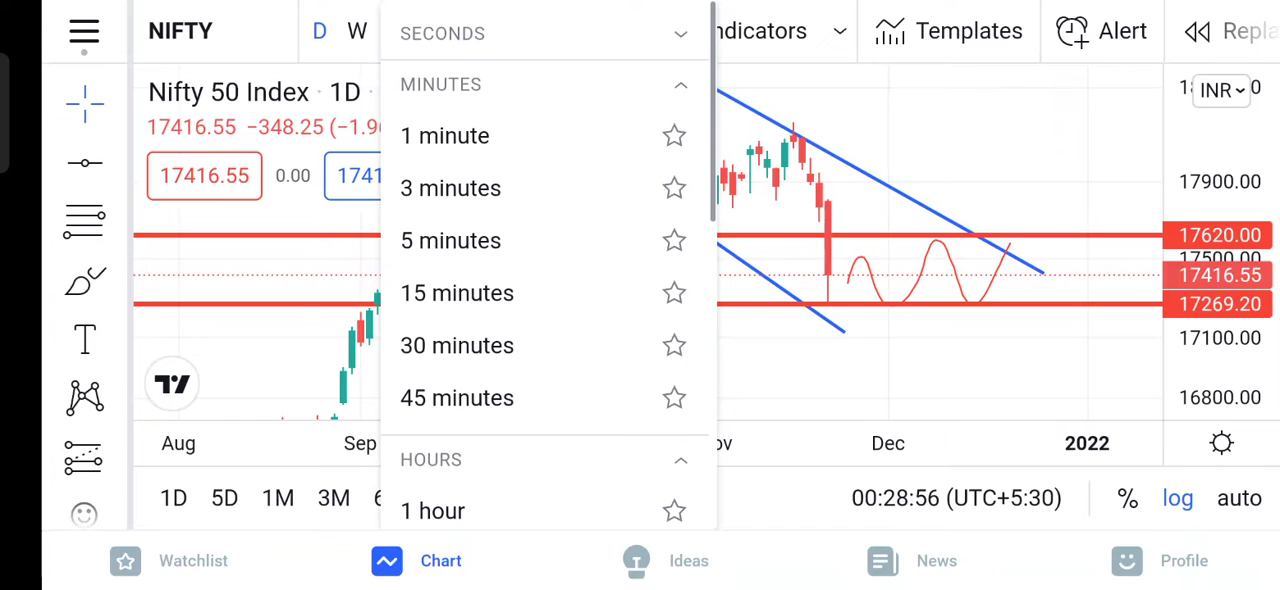 NIFTY
D W
ndicators
Templates
Alert
Repla
Nifty 50 Index · 1D ·
17416.55 −348.25 (−1.9
17416.55
0.00
1741
SECONDS
MINUTES
1 minute
3 minutes
5 minutes
15 minutes
30 minutes
45 minutes
HOURS
1 hour
INR
17900.00
17620.00
17500.00
17416.55
17269.20
17100.00
16800.00
Aug
Sep
ov
Dec
2022
1D 5D 1M 3M 6
00:28:56 (UTC+5:30)
% log auto
Watchlist
Chart
Ideas
News
Profile